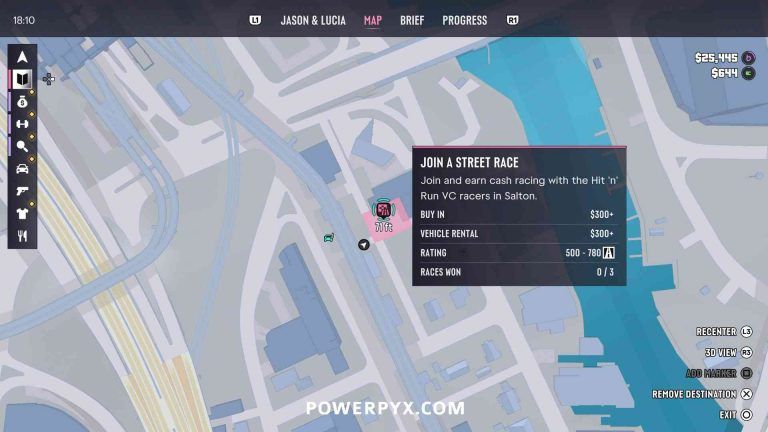 18:10
L1 JASON & LUCIA MAP BRIEF PROGRESS R1
$25,445
$644
JOIN A STREET RACE
Join and earn cash racing with the Hit 'n'
Run VC racers in Salton.
BUY IN $300+
VEHICLE RENTAL $300+
RATING 500 - 780
RACES WON 0 / 3
71 ft
RECENTER L3
3D VIEW R3
ADD MARKER
REMOVE DESTINATION
EXIT
POWERPYX.COM